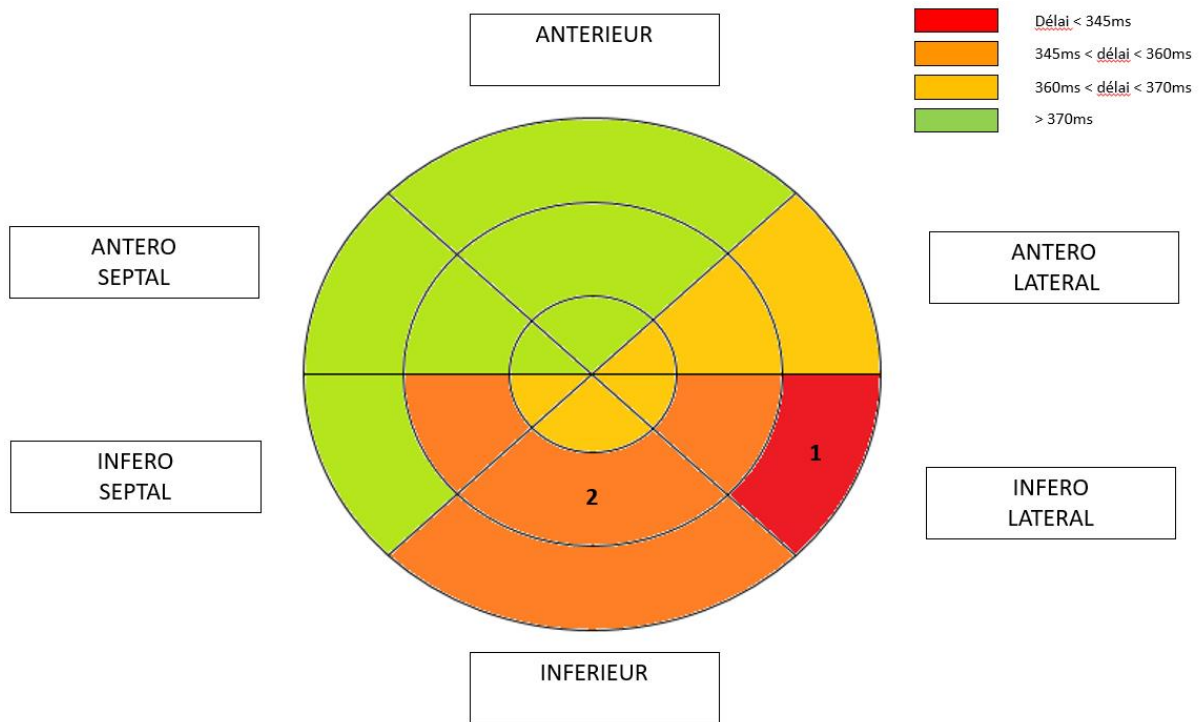 ANTERIEUR
Délai < 345ms
345ms < délai < 360ms
360ms < délai < 370ms
> 370ms
ANTERO
SEPTAL
ANTERO
LATERAL
1
INFERO
SEPTAL
2
INFERO
LATERAL
INFERIEUR